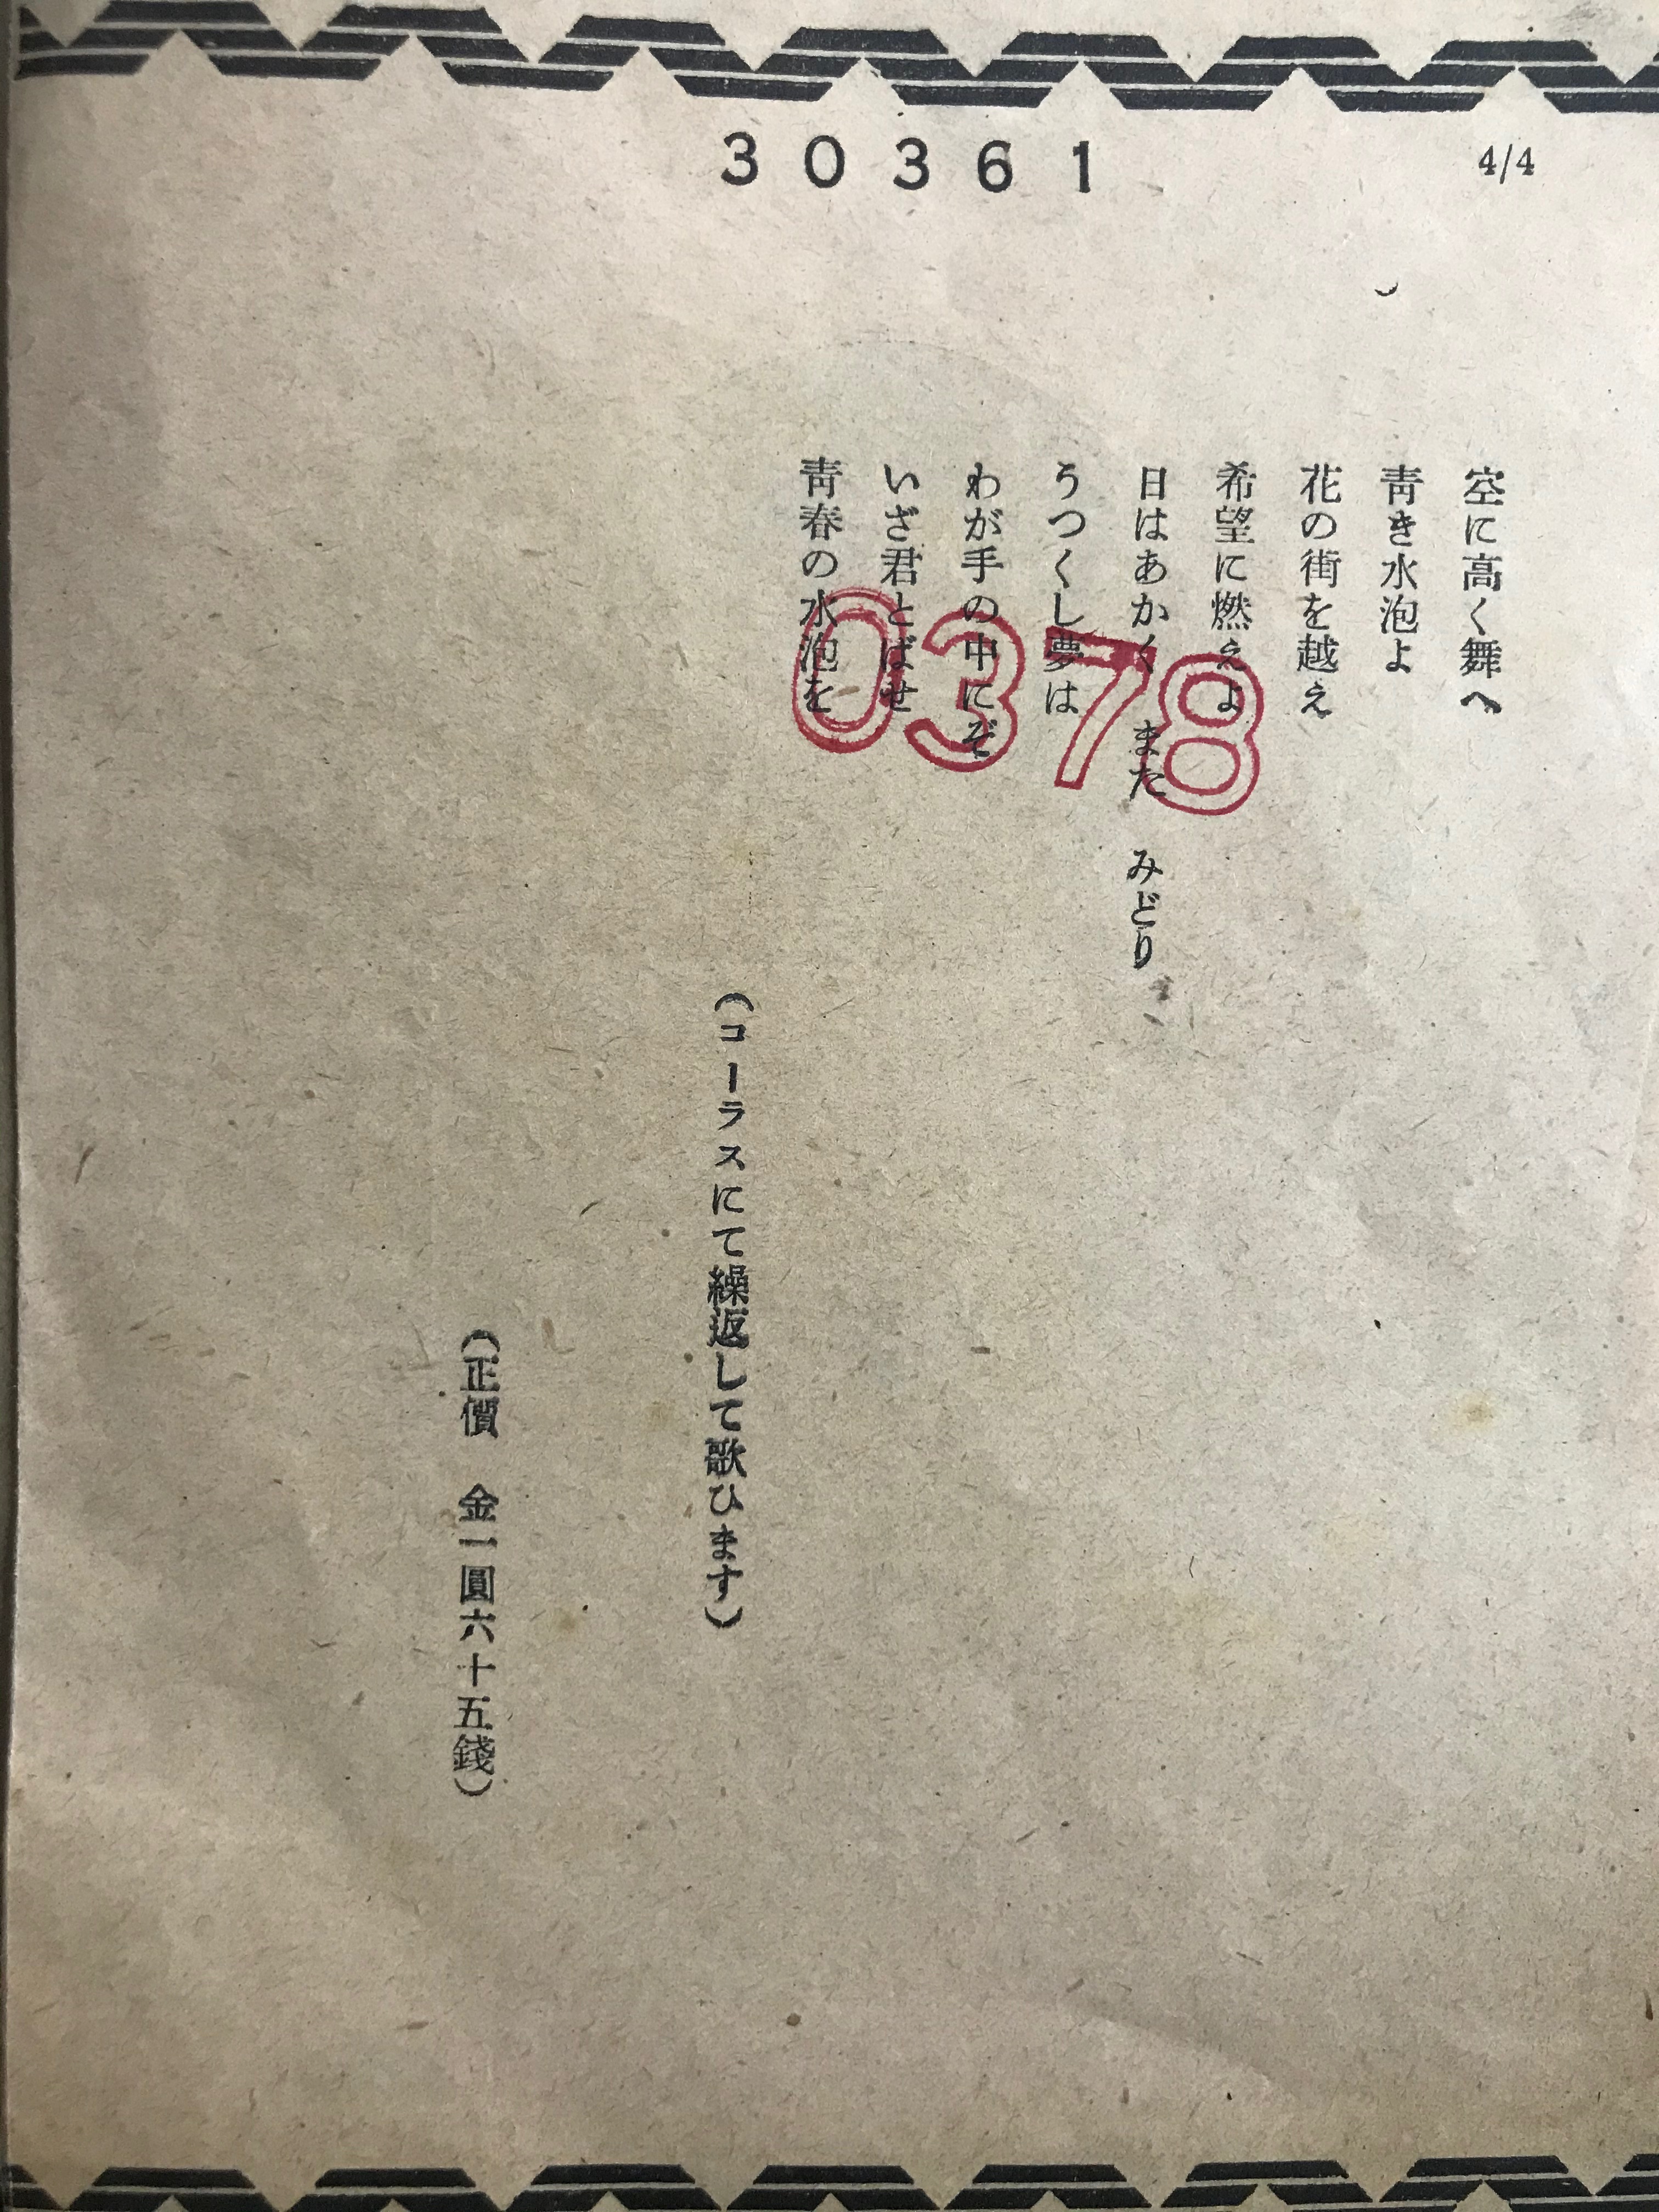 30361
4/4
空に高く舞へ
靑き水泡よ
花の街を越え
希望に燃えよ
日はあかく　また　みどり
うつくし夢は
わが手の中にぞ
いざ君とばせ
靑春の水泡を
0378
（コーラスにて繰返して歌ひます）
（正價　金一圓六十五錢）